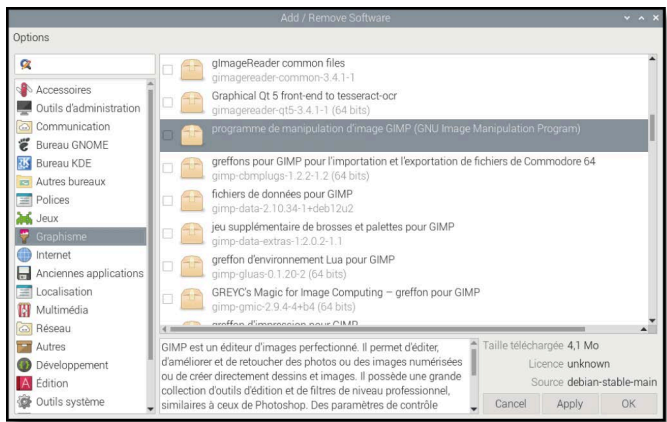 Add / Remove Software
Options
Accessoires
Outils d'administration
Communication
Bureau GNOME
Bureau KDE
Autres bureaux
Polices
Jeux
Graphisme
Internet
Anciennes applications
Localisation
Multimédia
Réseau
Autres
Développement
Édition
Outils système
gImageReader common files
gimagereader-common-3.4.1-1
Graphical Qt 5 front-end to tesseract-ocr
gimagereader-qt5-3.4.1-1 (64 bits)
programme de manipulation d'image GIMP (GNU Image Manipulation Program)
greffons pour GIMP pour l'importation et l'exportation de fichiers de Commodore 64
gimp-cbmplugs-1.2.2-1.2 (64 bits)
fichiers de données pour GIMP
gimp-data-2.10.34-1+deb12u2
jeu supplémentaire de brosses et palettes pour GIMP
gimp-data-extras-1:2.0.2-1.1
greffon d'environnement Lua pour GIMP
gimp-gluas-0.1.20-2 (64 bits)
GREYC's Magic for Image Computing – greffon pour GIMP
gimp-gmic-2.9.4-4+b4 (64 bits)
greffon d'impression pour GIMP
GIMP est un éditeur d'images perfectionné. Il permet d'éditer,
d'améliorer et de retoucher des photos ou des images numérisées
ou de créer directement dessins et images. Il possède une grande
collection d'outils d'édition et de filtres de niveau professionnel,
similaires à ceux de Photoshop. Des paramètres de contrôle
Taille téléchargée 4,1 Mo
Licence unknown
Source debian-stable-main
Cancel
Apply
OK